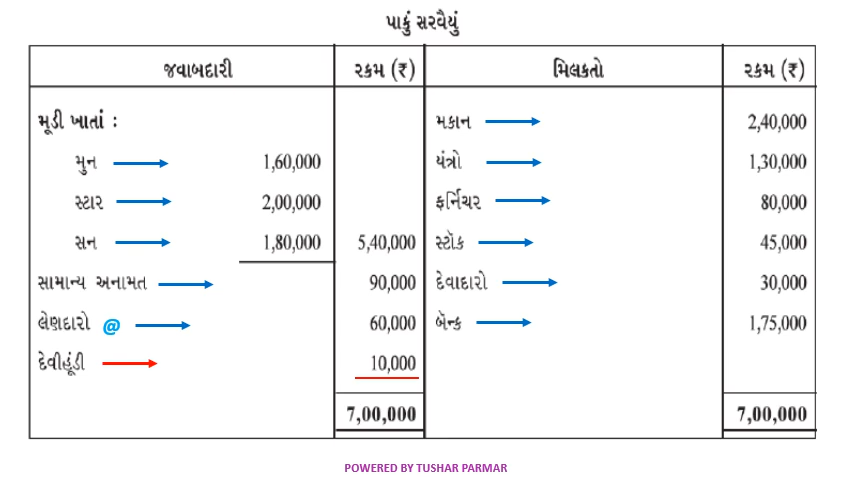 પાકું સરવૈયું
જવાબદારી રકમ (₹) મિલકતો રકમ (₹)
મૂડી ખાતાં : મકાન 2,40,000
મુન 1,60,000 યંત્રો 1,30,000
સ્ટાર 2,00,000 ફર્નિચર 80,000
સન 1,80,000 5,40,000 સ્ટૉક 45,000
સામાન્ય અનામત 90,000 દેવાદારો 30,000
લેણદારો @ 60,000 બૅન્ક 1,75,000
દેવીહૂંડી 10,000
7,00,000 7,00,000
POWERED BY TUSHAR PARMAR